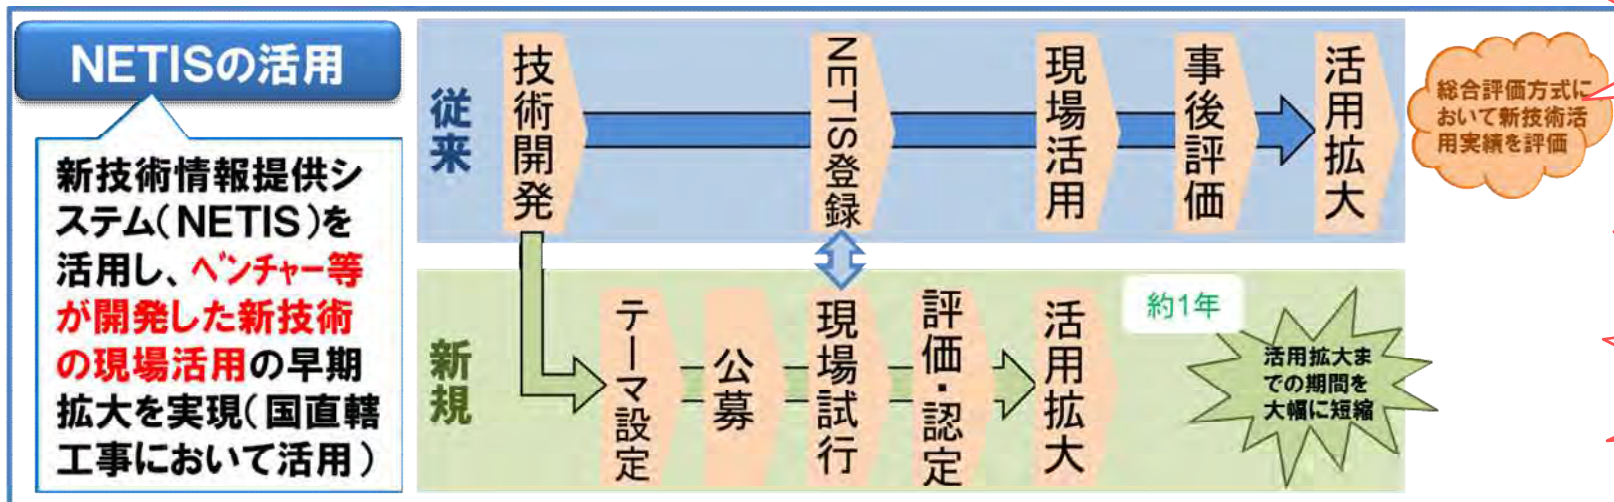 NETISの活用
新技術情報提供シ
ステム(NETIS)を
活用し、ベンチャー等
が開発した新技術
の現場活用の早期
拡大を実現(国直轄
工事において活用)
従来
技術開発
NETIS登録
現場活用
事後評価
活用拡大
総合評価方式に
おいて新技術活
用実績を評価
新規
テーマ設定
公募
現場試行
評価・認定
活用拡大
約1年
活用拡大ま
での期間を
大幅に短縮